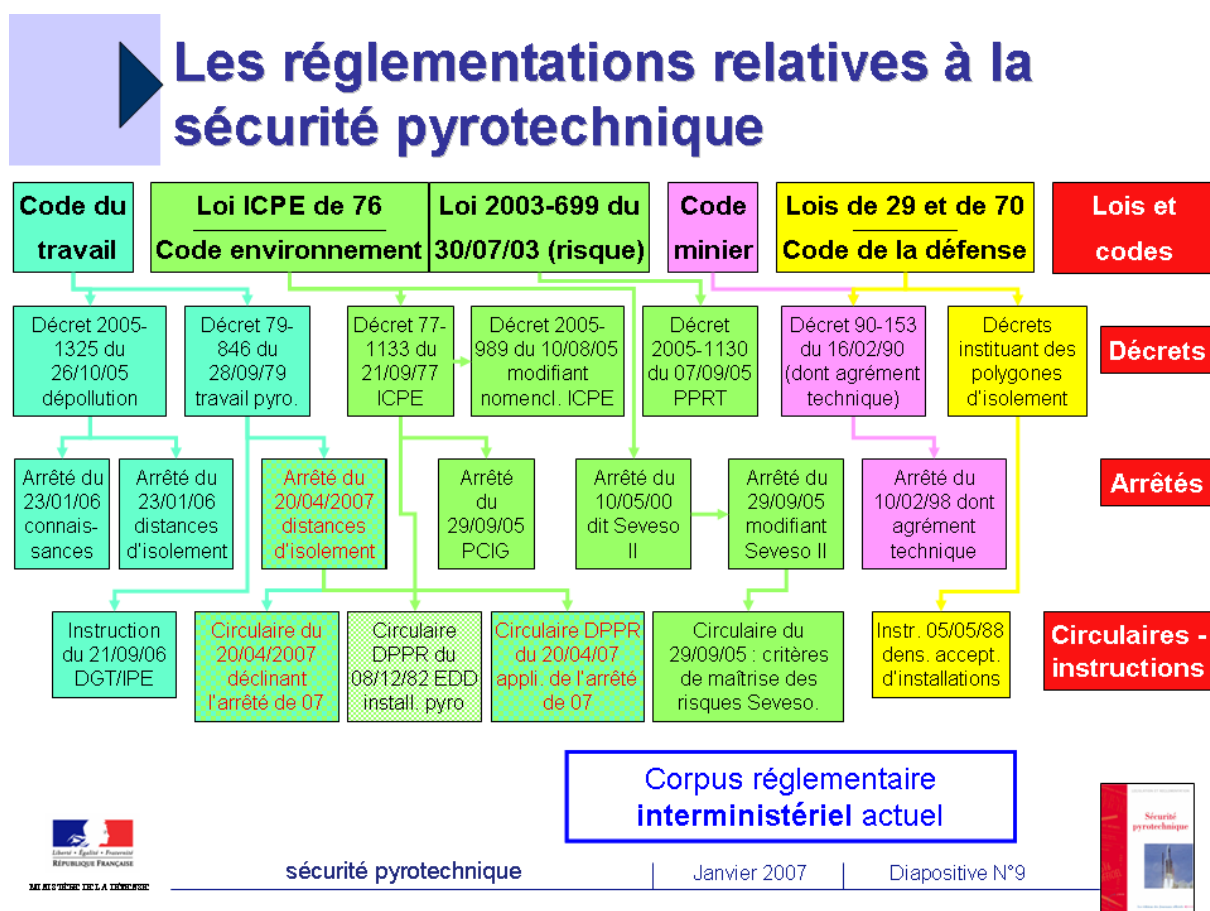 Les réglementations relatives à la
sécurité pyrotechnique
Code du
travail
Loi ICPE de 76
Code environnement
Loi 2003-699 du
30/07/03 (risque)
Code
minier
Lois de 29 et de 70
Code de la défense
Lois et
codes
Décret 2005-
1325 du
26/10/05
dépollution
Décret 79-
846 du
28/09/79
travail pyro.
Décret 77-
1133 du
21/09/77
ICPE
Décret 2005-
989 du 10/08/05
modifiant
nomencl. ICPE
Décret
2005-1130
du 07/09/05
PPRT
Décret 90-153
du 16/02/90
(dont agrément
technique)
Décrets
instituant des
polygones
d'isolement
Décrets
Arrêté du
23/01/06
connais-
sances
Arrêté du
23/01/06
distances
d'isolement
Arrêté du
20/04/2007
distances
d'isolement
Arrêté
du
29/09/05
PCIG
Arrêté du
10/05/00
dit Seveso
II
Arrêté du
29/09/05
modifiant
Seveso II
Arrêté du
10/02/98 dont
agrément
technique
Arrêtés
Instruction
du 21/09/06
DGT/IPE
Circulaire du
20/04/2007
déclinant
l'arrêté de 07
Circulaire
DPPR du
08/12/82 EDD
install. pyro
Circulaire DPPR
du 20/04/07
appli. de l'arrêté
de 07
Circulaire du
29/09/05 : critères
de maîtrise des
risques Seveso.
Instr. 05/05/88
dens. accept.
d'installations
Circulaires -
instructions
Corpus réglementaire
interministériel actuel
Liberté • Égalité • Fraternité
RÉPUBLIQUE FRANÇAISE
MINISTÈRE DE LA DÉFENSE
sécurité pyrotechnique
Janvier 2007
Diapositive N°9
Sécurité
pyrotechnique